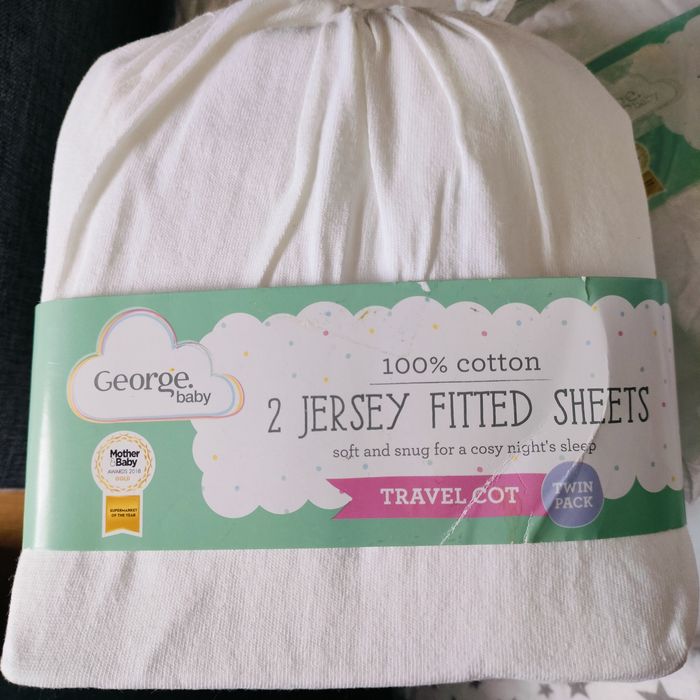 George.
baby
Mother
&Baby
AWARDS 2018
GOLD
SUPERMARKET
OF THE YEAR
100% cotton
2 JERSEY FITTED SHEETS
soft and snug for a cosy night's sleep
TRAVEL COT
TWIN
PACK
baby